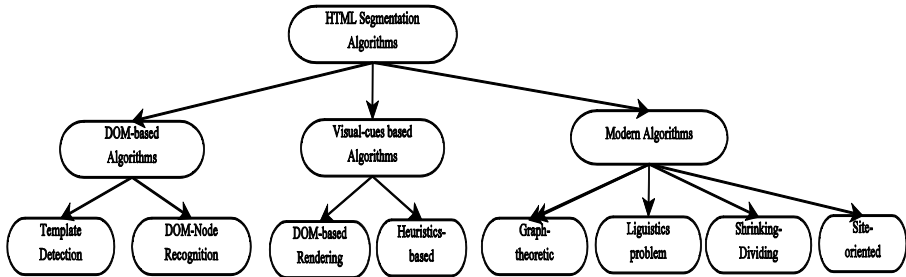 HTML Segmentation
Algorithms
DOM-based
Algorithms
Visual-cues based
Algorithms
Modern Algorithms
Template
Detection
DOM-Node
Recognition
DOM-based
Rendering
Heuristics-
based
Graph-
theoretic
Liguistics
problem
Shrinking-
Dividing
Site-
oriented